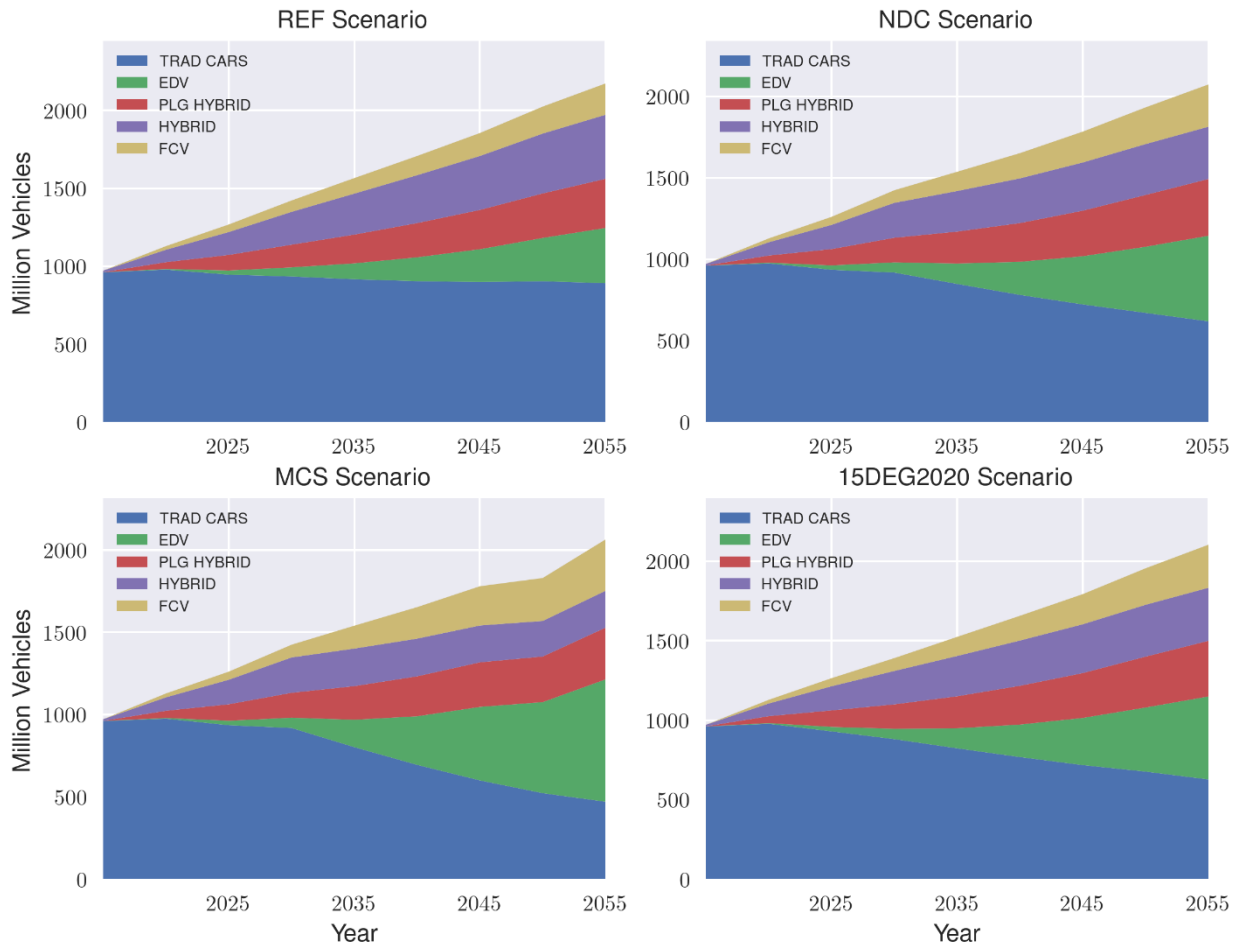 REF Scenario
Million Vehicles
2000
1500
1000
500
0
TRAD CARS
EDV
PLG HYBRID
HYBRID
FCV
2025
2035
2045
2055
NDC Scenario
2000
1500
1000
500
0
TRAD CARS
EDV
PLG HYBRID
HYBRID
FCV
2025
2035
2045
2055
MCS Scenario
Million Vehicles
2000
1500
1000
500
0
TRAD CARS
EDV
PLG HYBRID
HYBRID
FCV
2025
2035
2045
2055
Year
15DEG2020 Scenario
2000
1500
1000
500
0
TRAD CARS
EDV
PLG HYBRID
HYBRID
FCV
2025
2035
2045
2055
Year